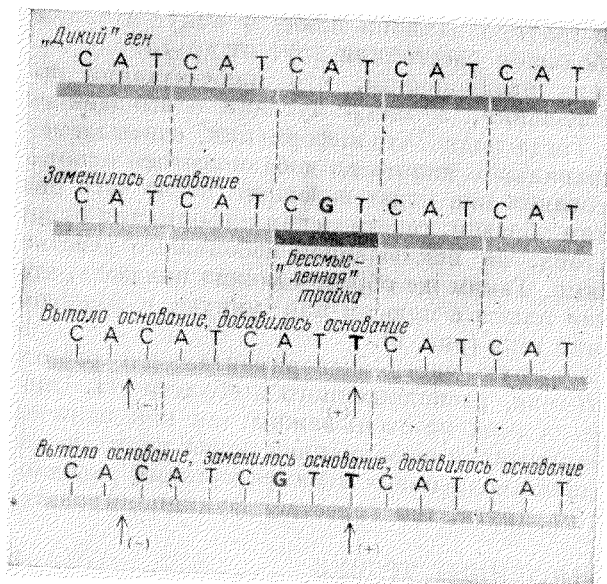 „Дикий" ген
C A T C A T C A T C A T C A T
Заменилось основание
C A T C A T C G T C A T C A T
„Бессмыс-
ленная"
тройка
Выпало основание, добавилось основание
C A C A T C A T T C A T C A T
(-) +
Выпало основание, заменилось основание, добавилось основание
C A C A T C G T T C A T C A T
(-) (+)